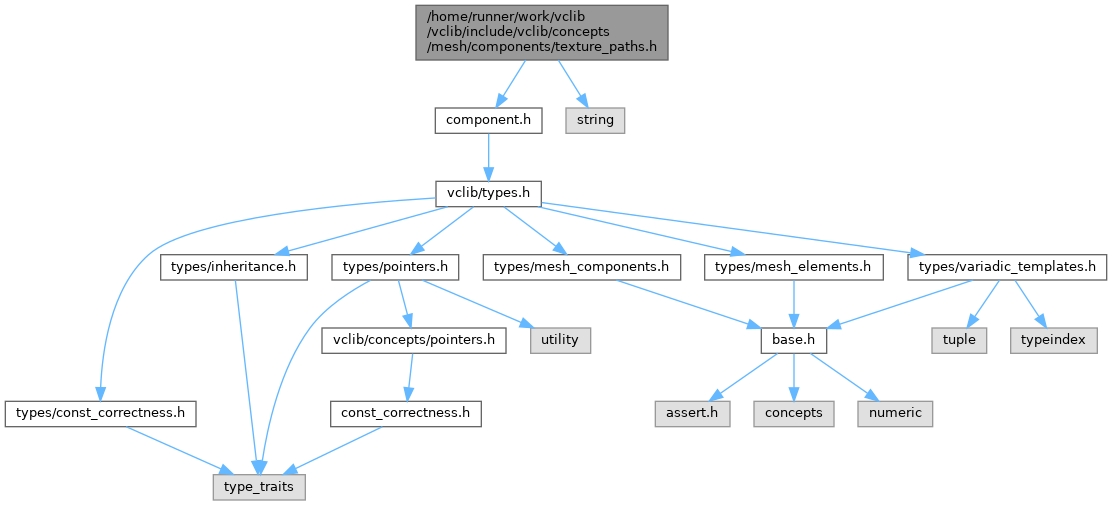 /home/runner/work/vclib
/vclib/include/vclib/concepts
/mesh/components/texture_paths.h
component.h
string
vclib/types.h
types/inheritance.h
types/pointers.h
types/mesh_components.h
types/mesh_elements.h
types/variadic_templates.h
vclib/concepts/pointers.h
utility
base.h
tuple
typeindex
types/const_correctness.h
const_correctness.h
assert.h
concepts
numeric
type_traits